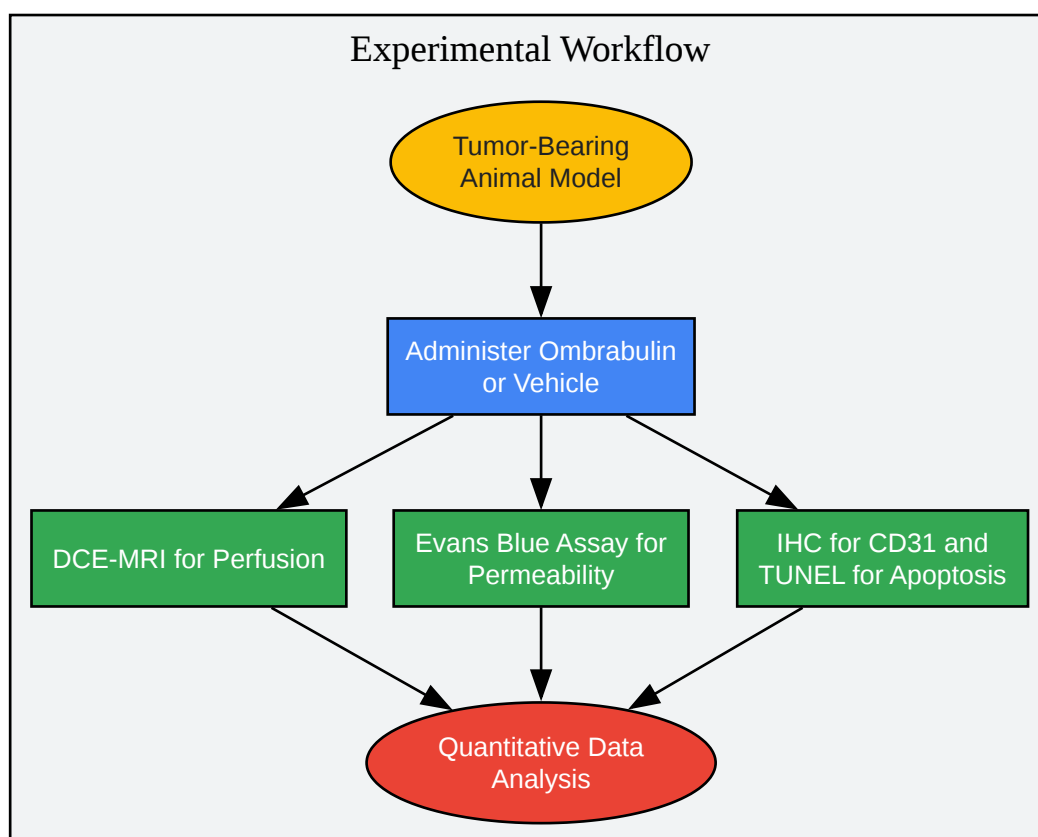 Experimental Workflow
Tumor-Bearing
Animal Model
Administer Ombrabulin
or Vehicle
DCE-MRI for Perfusion
Evans Blue Assay for
Permeability
IHC for CD31 and
TUNEL for Apoptosis
Quantitative Data
Analysis